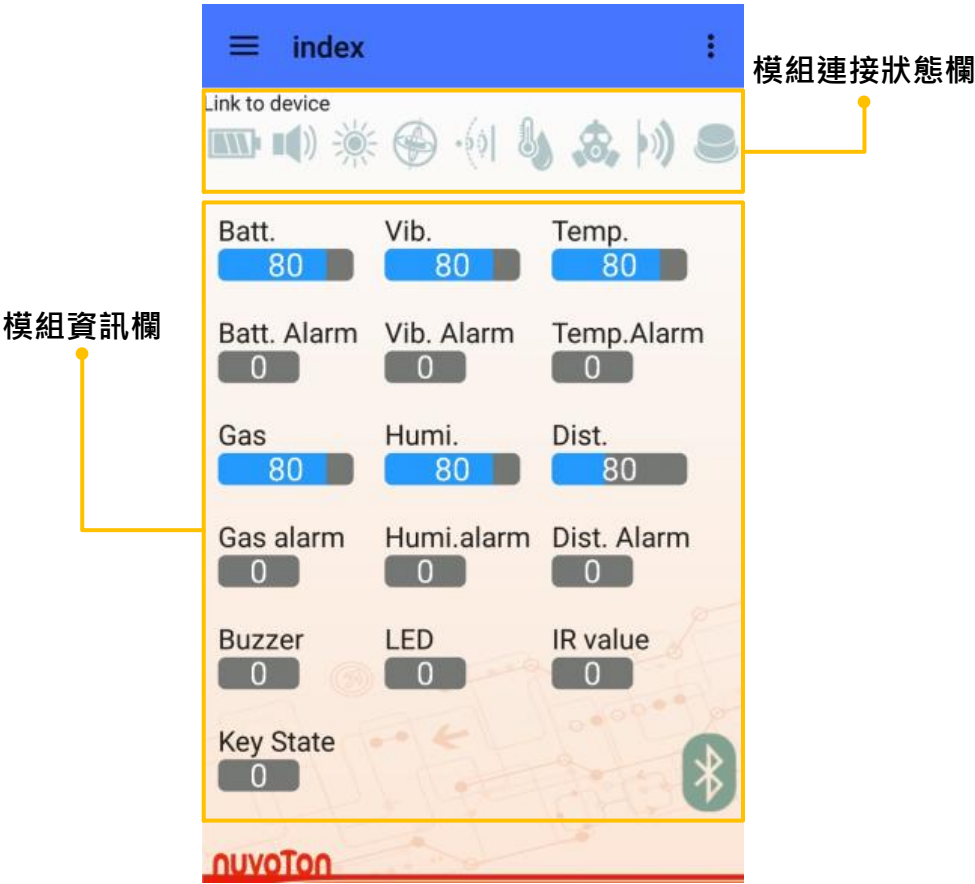 index
模組連接狀態欄
Link to device
模組資訊欄
Batt. Vib. Temp.
80 80 80
Batt. Alarm Vib. Alarm Temp.Alarm
0 0 0
Gas Humi. Dist.
80 80 80
Gas alarm Humi.alarm Dist. Alarm
0 0 0
Buzzer LED IR value
0 0 0
Key State
0
nuvoTon